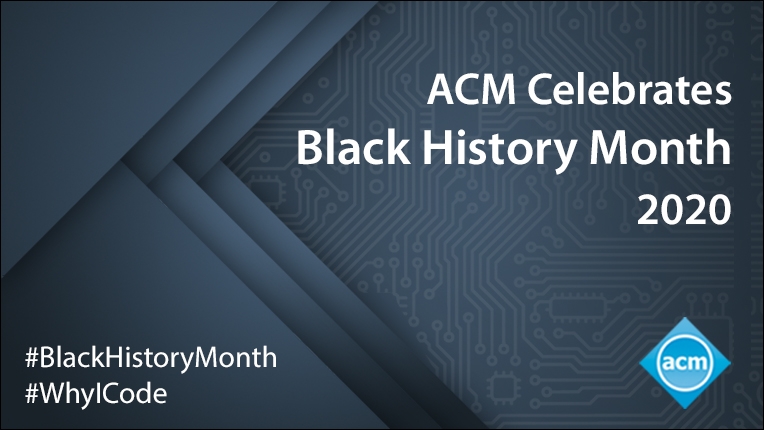 ACM Celebrates
Black History Month
2020
#BlackHistoryMonth
#WhyICode
acm